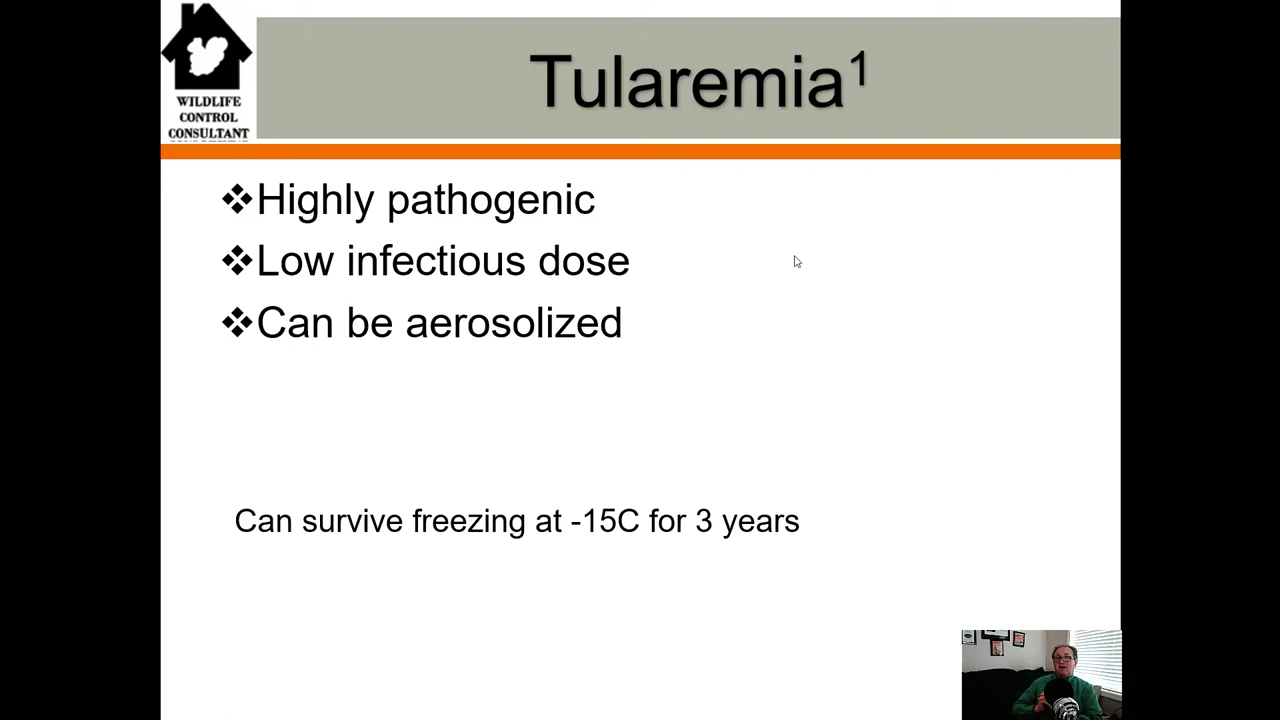 WILDLIFE
CONTROL
CONSULTANT
Tularemia¹
❖Highly pathogenic
❖Low infectious dose
❖Can be aerosolized
Can survive freezing at -15C for 3 years